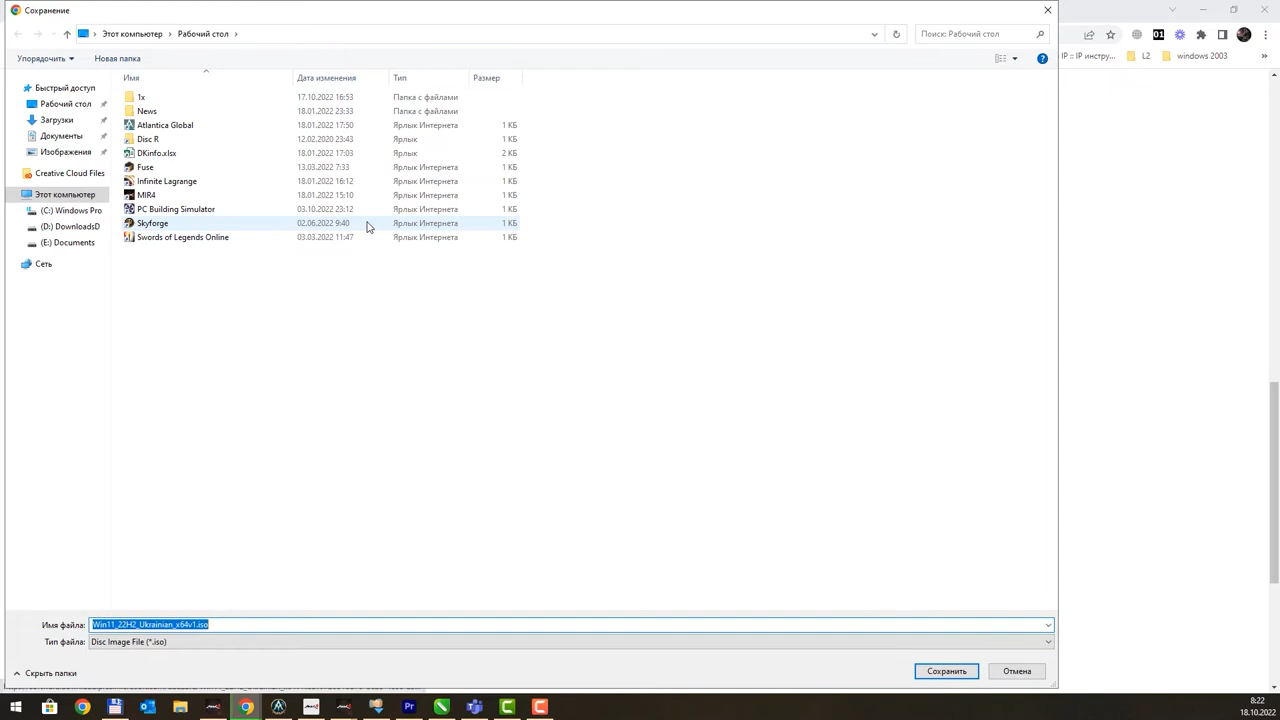 Сохранение
Этот компьютер
Рабочий стол
Поиск: Рабочий стол
01
IP :: IP инстру...
L2
windows 2003
»
Упорядочить
Новая папка
Имя
Дата изменения
Тип
Размер
Быстрый доступ
Рабочий стол
Загрузки
Документы
Изображения
Creative Cloud Files
Этот компьютер
(C:) Windows Pro
(D:) DownloadsD
(E:) Documents
Сеть
1x 17.10.2022 16:53 Папка с файлами
News 18.01.2022 23:33 Папка с файлами
Atlantica Global 18.01.2022 17:50 Ярлык Интернета 1 КБ
Disc R 12.02.2020 23:43 Ярлык 1 КБ
DKinfo.xlsx 18.01.2022 17:03 Ярлык 2 КБ
Fuse 13.03.2022 7:33 Ярлык Интернета 1 КБ
Infinite Lagrange 18.01.2022 16:12 Ярлык Интернета 1 КБ
MIR4 18.01.2022 15:10 Ярлык Интернета 1 КБ
PC Building Simulator 03.10.2022 23:12 Ярлык Интернета 1 КБ
Skyforge 02.06.2022 9:40 Ярлык Интернета 1 КБ
Swords of Legends Online 03.03.2022 11:47 Ярлык Интернета 1 КБ
Имя файла: Win11_22H2_Ukrainian_x64v1.iso
Тип файла: Disc Image File (*.iso)
Скрыть папки
Сохранить
Отмена
8:22
18.10.2022